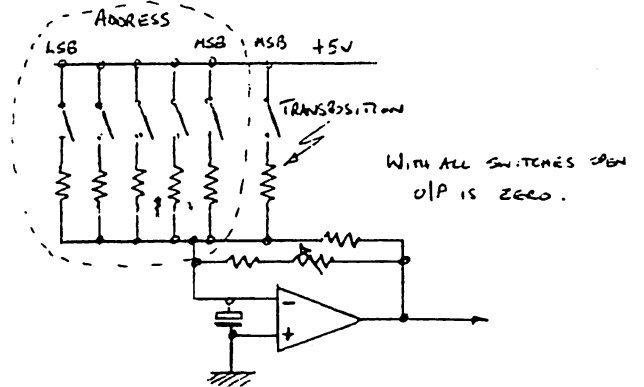 ADDRESS
LSB MSB MSB +5V
TRANSPOSITION
WITH ALL SWITCHES OPEN
O/P IS ZERO.
- 
+